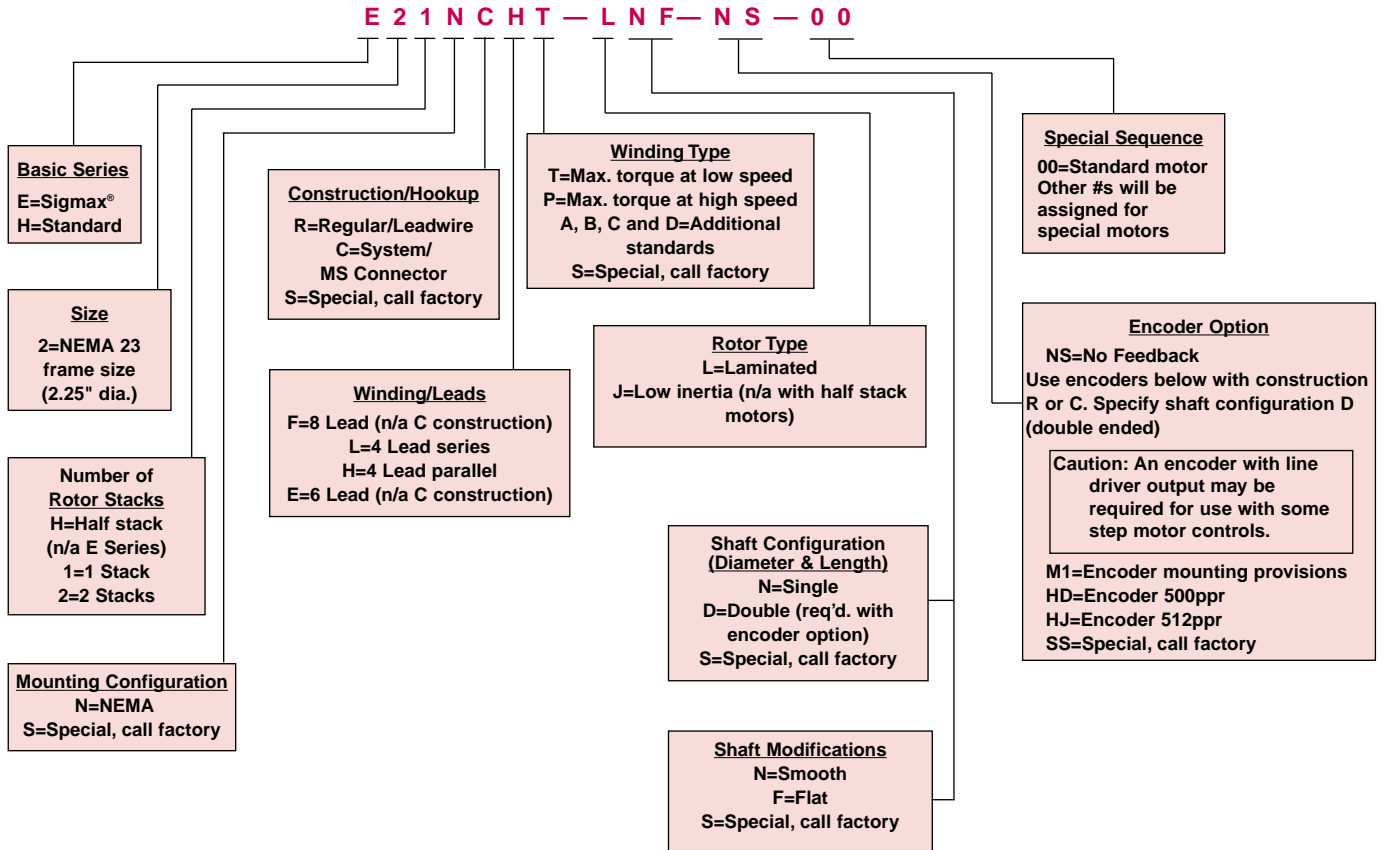 E 2 1 N C H T — L N F — N S — 0 0
Basic Series
E=Sigmax®
H=Standard
Size
2=NEMA 23
frame size
(2.25" dia.)
Number of
Rotor Stacks
H=Half stack
(n/a E Series)
1=1 Stack
2=2 Stacks
Mounting Configuration
N=NEMA
S=Special, call factory
Construction/Hookup
R=Regular/Leadwire
C=System/
MS Connector
S=Special, call factory
Winding/Leads
F=8 Lead (n/a C construction)
L=4 Lead series
H=4 Lead parallel
E=6 Lead (n/a C construction)
Winding Type
T=Max. torque at low speed
P=Max. torque at high speed
A, B, C and D=Additional
standards
S=Special, call factory
Rotor Type
L=Laminated
J=Low inertia (n/a with half stack
motors)
Shaft Configuration
(Diameter & Length)
N=Single
D=Double (req'd. with
encoder option)
S=Special, call factory
Shaft Modifications
N=Smooth
F=Flat
S=Special, call factory
Special Sequence
00=Standard motor
Other #s will be
assigned for
special motors
Encoder Option
NS=No Feedback
Use encoders below with construction
R or C. Specify shaft configuration D
(double ended)
Caution: An encoder with line
driver output may be
required for use with some
step motor controls.
M1=Encoder mounting provisions
HD=Encoder 500ppr
HJ=Encoder 512ppr
SS=Special, call factory